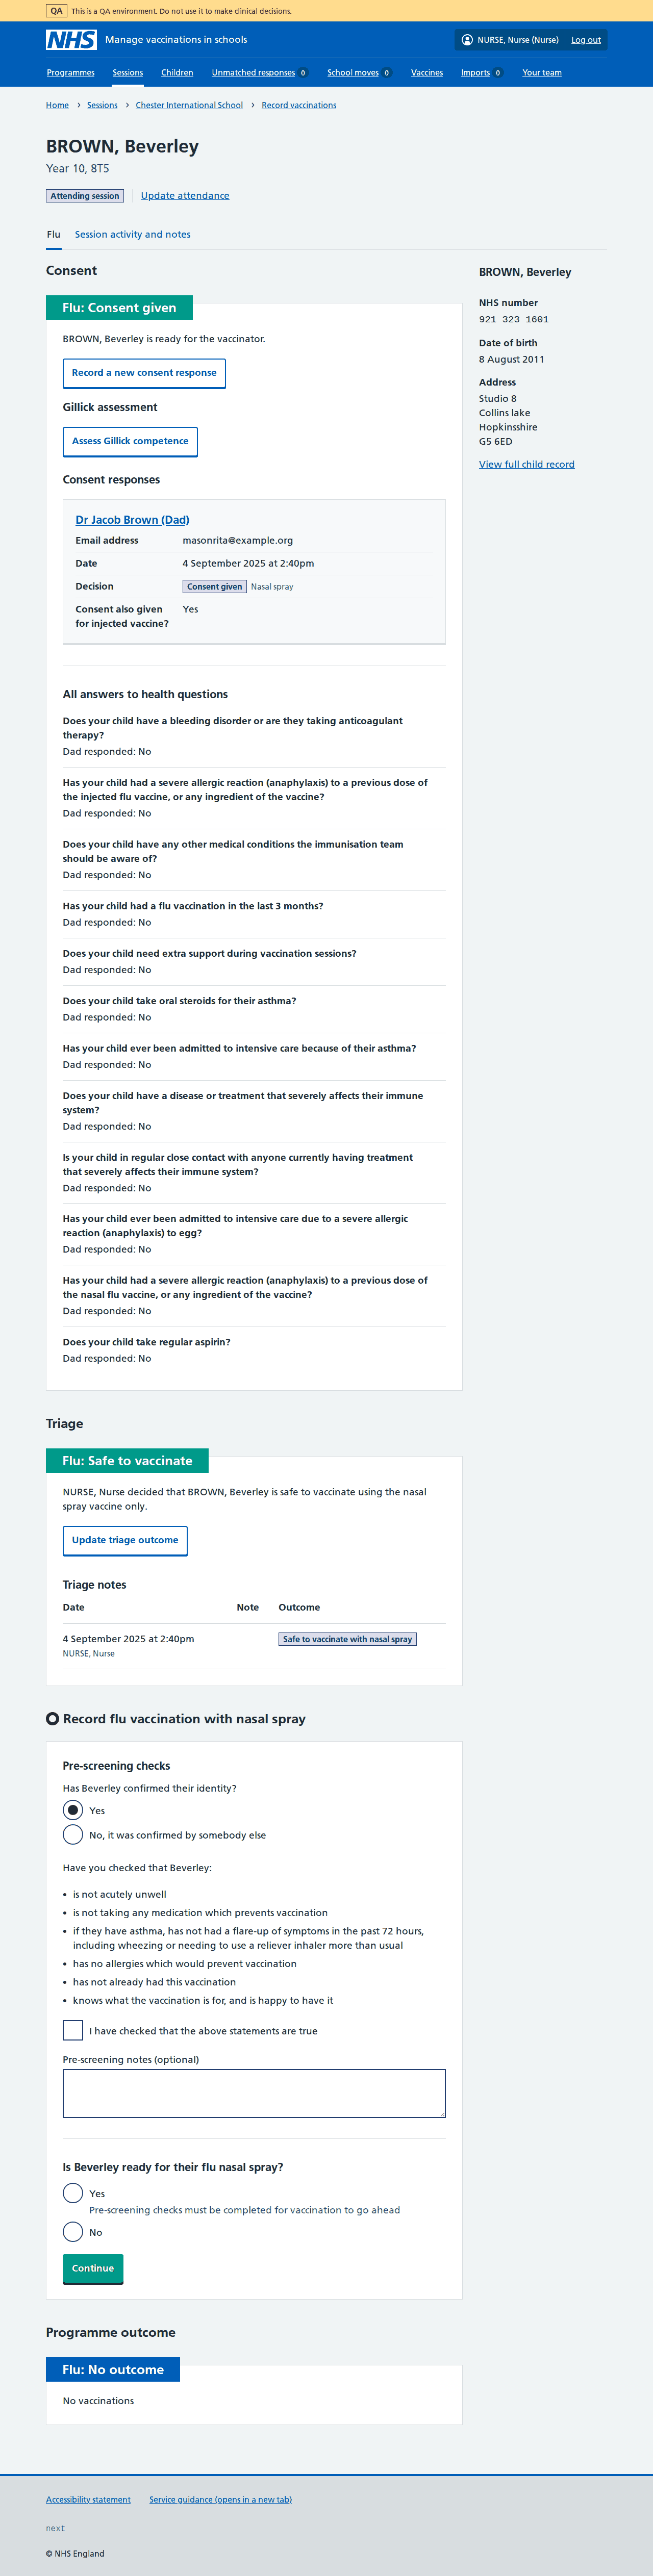 QA This is a QA environment. Do not use it to make clinical decisions.
NHS Manage vaccinations in schools
NURSE, Nurse (Nurse) Log out
Programmes Sessions Children Unmatched responses 0 School moves 0 Vaccines Imports 0 Your team
Home Sessions Chester International School Record vaccinations
BROWN, Beverley
Year 10, 8T5
Attending session Update attendance
Flu Session activity and notes
Consent
Flu: Consent given
BROWN, Beverley is ready for the vaccinator.
Record a new consent response
Gillick assessment
Assess Gillick competence
Consent responses
Dr Jacob Brown (Dad)
Email address masonrita@example.org
Date 4 September 2025 at 2:40pm
Decision Consent given Nasal spray
Consent also given Yes
for injected vaccine?
All answers to health questions
Does your child have a bleeding disorder or are they taking anticoagulant
therapy?
Dad responded: No
Has your child had a severe allergic reaction (anaphylaxis) to a previous dose of
the injected flu vaccine, or any ingredient of the vaccine?
Dad responded: No
Does your child have any other medical conditions the immunisation team
should be aware of?
Dad responded: No
Has your child had a flu vaccination in the last 3 months?
Dad responded: No
Does your child need extra support during vaccination sessions?
Dad responded: No
Does your child take oral steroids for their asthma?
Dad responded: No
Has your child ever been admitted to intensive care because of their asthma?
Dad responded: No
Does your child have a disease or treatment that severely affects their immune
system?
Dad responded: No
Is your child in regular close contact with anyone currently having treatment
that severely affects their immune system?
Dad responded: No
Has your child ever been admitted to intensive care due to a severe allergic
reaction (anaphylaxis) to egg?
Dad responded: No
Has your child had a severe allergic reaction (anaphylaxis) to a previous dose of
the nasal flu vaccine, or any ingredient of the vaccine?
Dad responded: No
Does your child take regular aspirin?
Dad responded: No
BROWN, Beverley
NHS number
921 323 1601
Date of birth
8 August 2011
Address
Studio 8
Collins lake
Hopkinsshire
G5 6ED
View full child record
Triage
Flu: Safe to vaccinate
NURSE, Nurse decided that BROWN, Beverley is safe to vaccinate using the nasal
spray vaccine only.
Update triage outcome
Triage notes
Date Note Outcome
4 September 2025 at 2:40pm Safe to vaccinate with nasal spray
NURSE, Nurse
Record flu vaccination with nasal spray
Pre-screening checks
Has Beverley confirmed their identity?
Yes
No, it was confirmed by somebody else
Have you checked that Beverley:
• is not acutely unwell
• is not taking any medication which prevents vaccination
• if they have asthma, has not had a flare-up of symptoms in the past 72 hours,
including wheezing or needing to use a reliever inhaler more than usual
• has no allergies which would prevent vaccination
• has not already had this vaccination
• knows what the vaccination is for, and is happy to have it
I have checked that the above statements are true
Pre-screening notes (optional)
Is Beverley ready for their flu nasal spray?
Yes
Pre-screening checks must be completed for vaccination to go ahead
No
Continue
Programme outcome
Flu: No outcome
No vaccinations
Accessibility statement Service guidance (opens in a new tab)
next
© NHS England